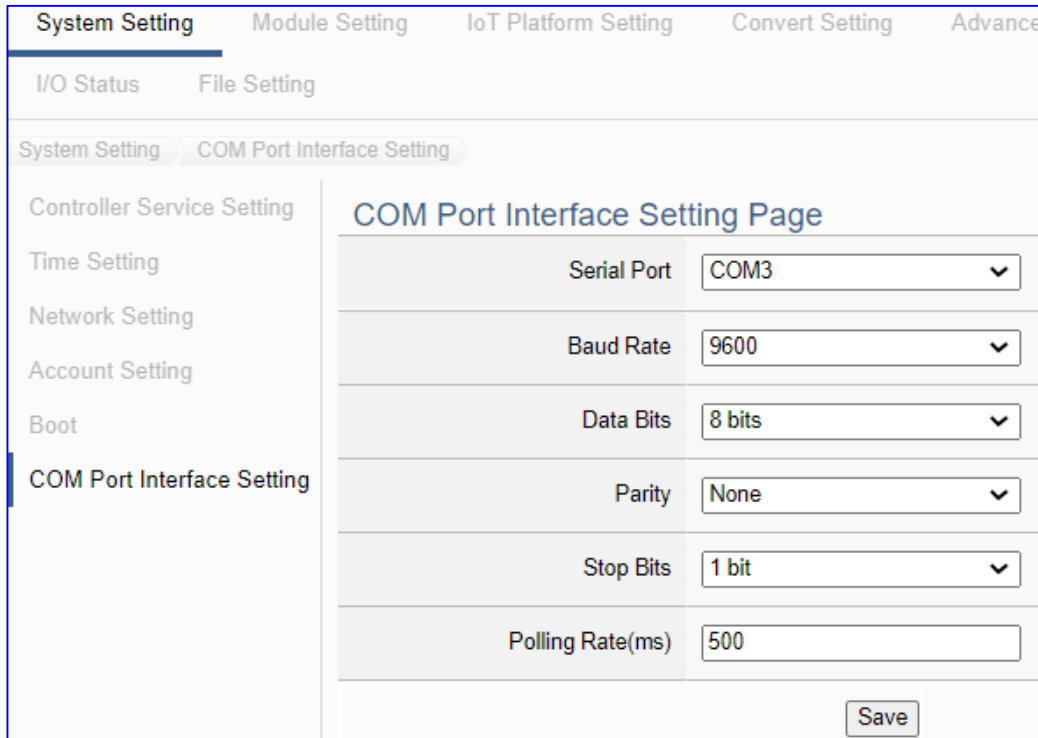 System Setting Module Setting IoT Platform Setting Convert Setting Advance
I/O Status File Setting
System Setting COM Port Interface Setting
Controller Service Setting
Time Setting
Network Setting
Account Setting
Boot
COM Port Interface Setting
COM Port Interface Setting Page
Serial Port COM3
Baud Rate 9600
Data Bits 8 bits
Parity None
Stop Bits 1 bit
Polling Rate(ms) 500
Save